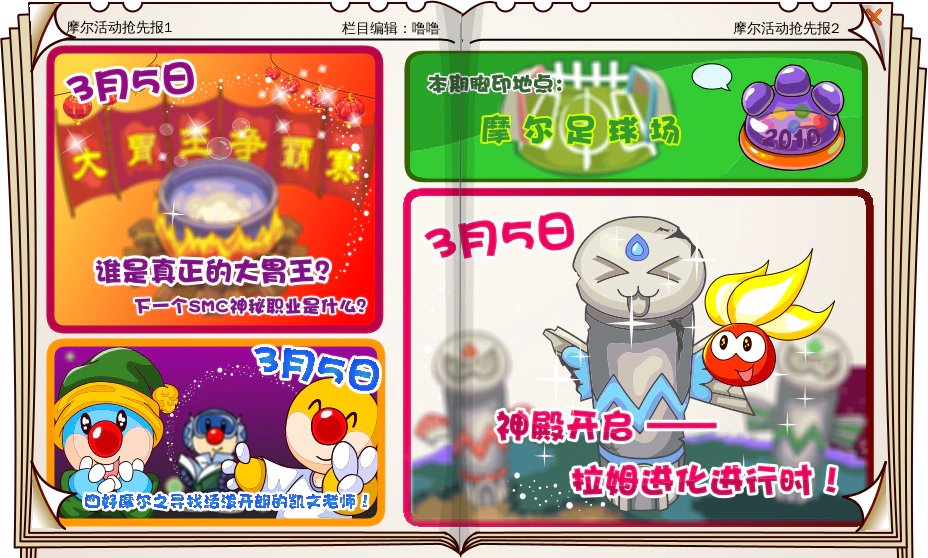 摩尔活动抢先报1
栏目编辑：噜噜
摩尔活动抢先报2
3月5日
大胃王争霸赛
谁是真正的大胃王？
下一个SMC神秘职业是什么？
3月5日
四好摩尔之寻找活泼开朗的凯文老师！
本期脚印地点：
摩尔足球场
2010
3月5日
神殿开启——
拉姆进化进行时！